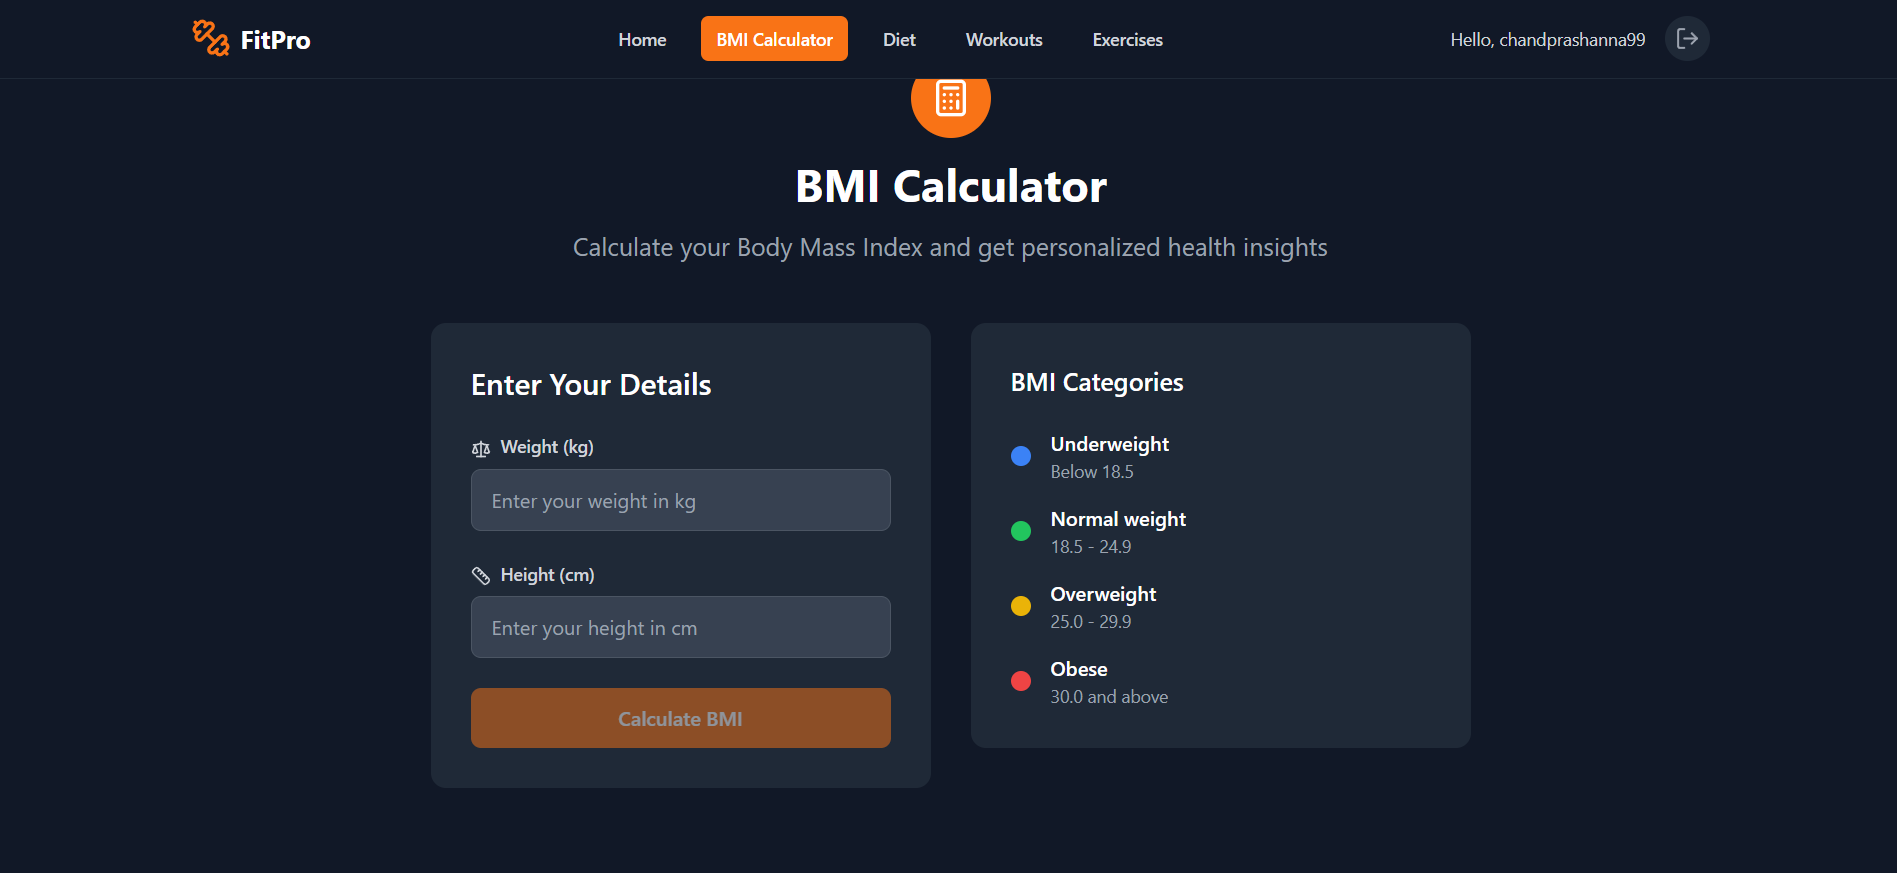 FitPro
Home
BMI Calculator
Diet
Workouts
Exercises
Hello, chandprashanna99
BMI Calculator
Calculate your Body Mass Index and get personalized health insights
Enter Your Details
Weight (kg)
Enter your weight in kg
Height (cm)
Enter your height in cm
Calculate BMI
BMI Categories
Underweight
Below 18.5
Normal weight
18.5 - 24.9
Overweight
25.0 - 29.9
Obese
30.0 and above